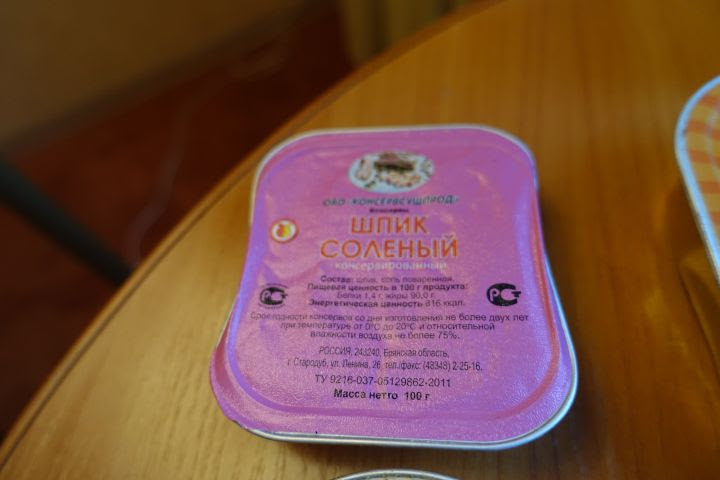 ОАО "КОНСЕРВСУШПРОД"
Консервы
ШПИК
СОЛЕНЫЙ
консервированный
Состав: шпик, соль поваренная.
Пищевая ценность в 100 г продукта:
Белки 1,4 г, жиры 90,0 г.
Энергетическая ценность 816 ккал.
Срок годности консервов со дня изготовления не более двух лет
при температуре от 0°С до 20°С и относительной
влажности воздуха не более 75%.
РОССИЯ, 243240, Брянская область,
г. Стародуб, ул. Ленина, 26, тел./факс: (48348) 2-25-16.
ТУ 9216-037-05129862-2011
Масса нетто 100 г